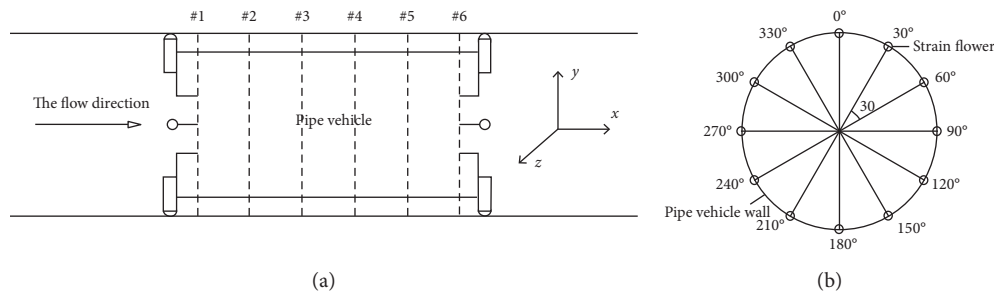 #1 #2 #3 #4 #5 #6
The flow direction
Pipe vehicle
y
x
z
(a)
0°
30°
Strain flower
60°
90°
120°
150°
180°
210°
Pipe vehicle wall
240°
270°
300°
330°
30
(b)